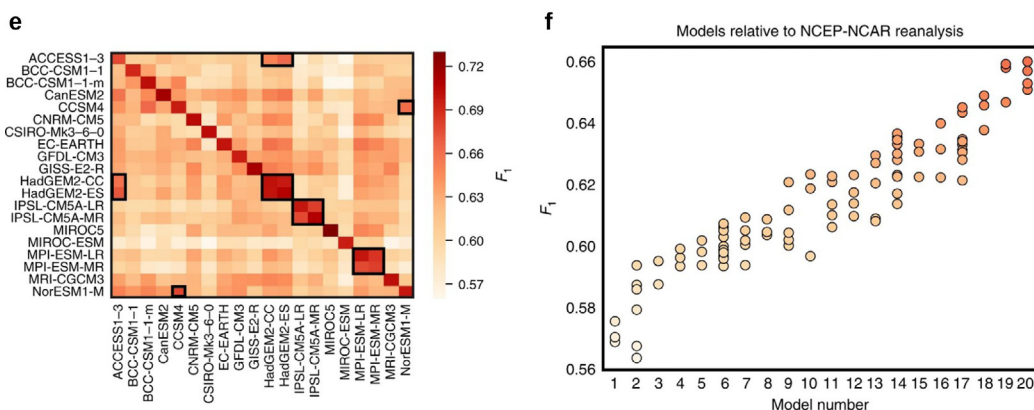 e
ACCESS1–3
BCC-CSM1–1
BCC-CSM1–1-m
CanESM2
CCSM4
CNRM-CM5
CSIRO-Mk3–6–0
EC-EARTH
GFDL-CM3
GISS-E2-R
HadGEM2-CC
HadGEM2-ES
IPSL-CM5A-LR
IPSL-CM5A-MR
MIROC5
MIROC-ESM
MPI-ESM-LR
MPI-ESM-MR
MRI-CGCM3
NorESM1-M
ACCESS1–3
BCC-CSM1–1
BCC-CSM1–1-m
CanESM2
CCSM4
CNRM-CM5
CSIRO-Mk3–6–0
EC-EARTH
GFDL-CM3
GISS-E2-R
HadGEM2-CC
HadGEM2-ES
IPSL-CM5A-LR
IPSL-CM5A-MR
MIROC5
MIROC-ESM
MPI-ESM-LR
MPI-ESM-MR
MRI-CGCM3
NorESM1-M
0.72
0.69
0.66
0.63
0.60
0.57
F1
f
Models relative to NCEP-NCAR reanalysis
0.66
0.64
0.62
0.60
0.58
0.56
F1
1 2 3 4 5 6 7 8 9 10 11 12 13 14 15 16 17 18 19 20
Model number